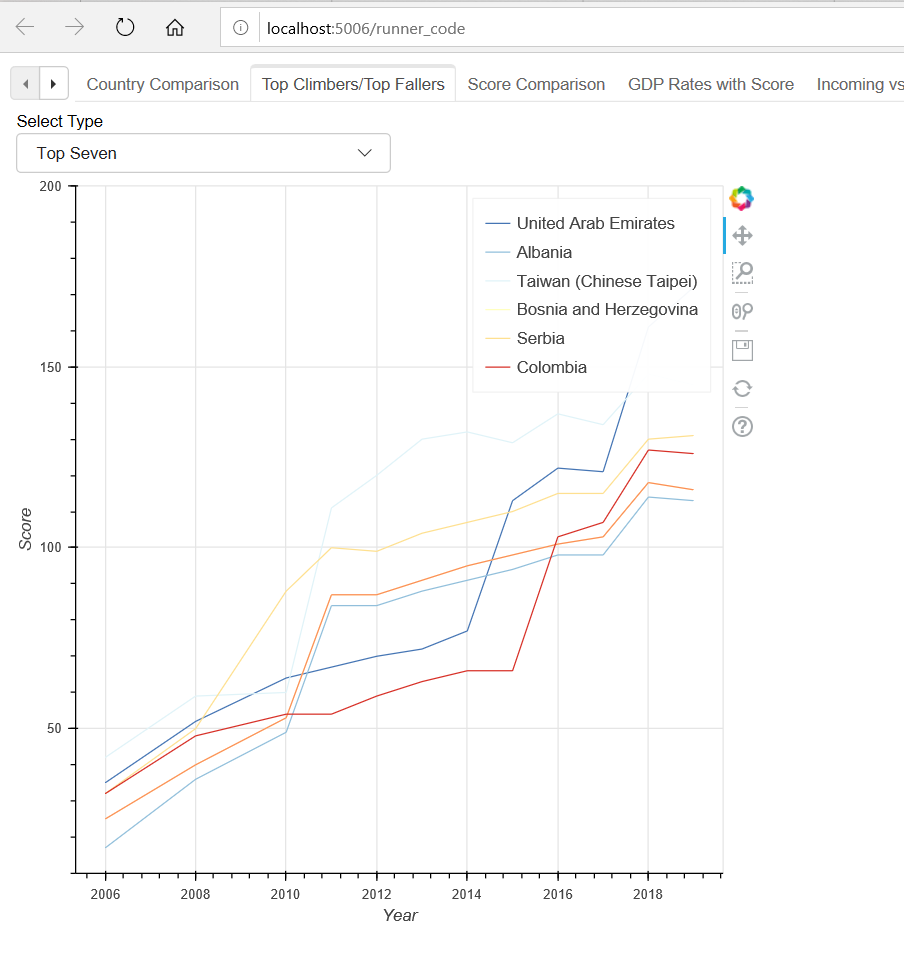 localhost:5006/runner_code
Country Comparison Top Climbers/Top Fallers Score Comparison GDP Rates with Score Incoming vs
Select Type
Top Seven
United Arab Emirates
Albania
Taiwan (Chinese Taipei)
Bosnia and Herzegovina
Serbia
Colombia
200
150
100
50
Score
2006 2008 2010 2012 2014 2016 2018
Year